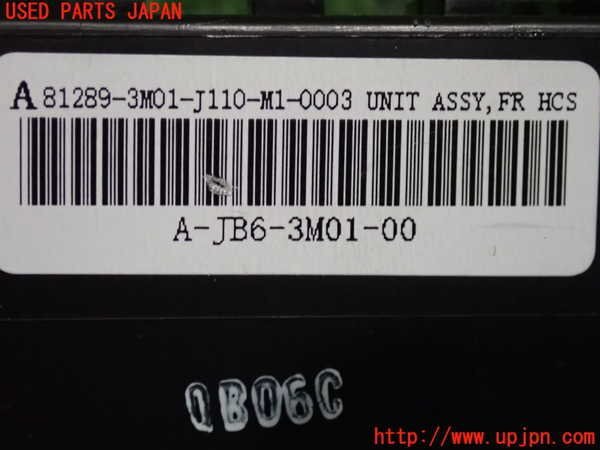 USED PARTS JAPAN
A 81289-3M01-J110-M1-0003 UNIT ASSY,FR HCS
A-JB6-3M01-00
QB06C
http://www.upjpn.com/